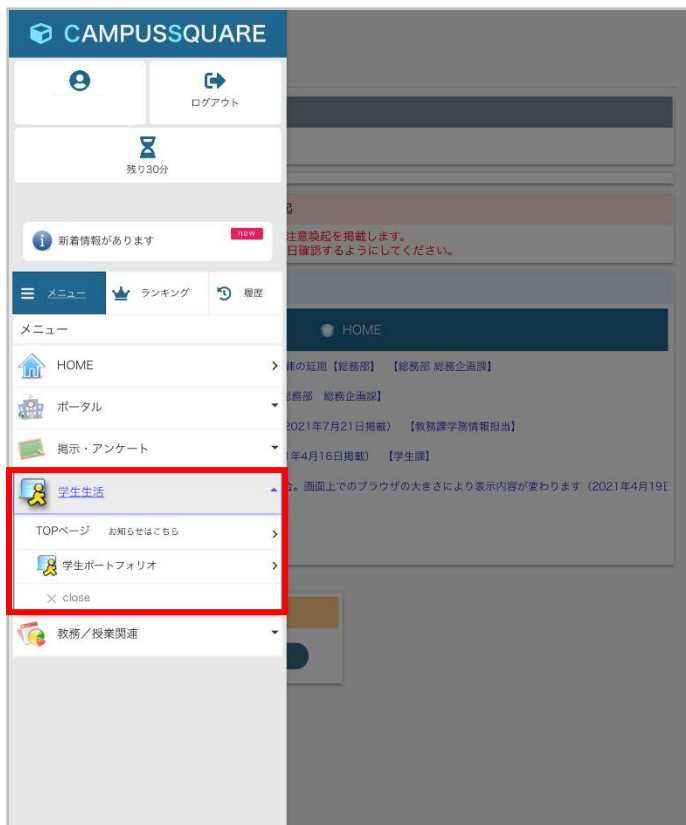 CAMPUSSQUARE
ログアウト
残り30分
新着情報があります
new
メニュー
ランキング
履歴
メニュー
HOME
ポータル
掲示・アンケート
学生生活
TOPページ お知らせはこちら
学生ポートフォリオ
× close
教務/授業関連
注意喚起を掲載します。
日確認するようにしてください。
HOME
の延期【総務部】 【総務部 総務企画課】
総務部 総務企画課】
2021年7月21日掲載) 【教務課学務情報担当】
年4月16日掲載) 【学生課】
。画面上でのブラウザの大きさにより表示内容が変わります(2021年4月19日